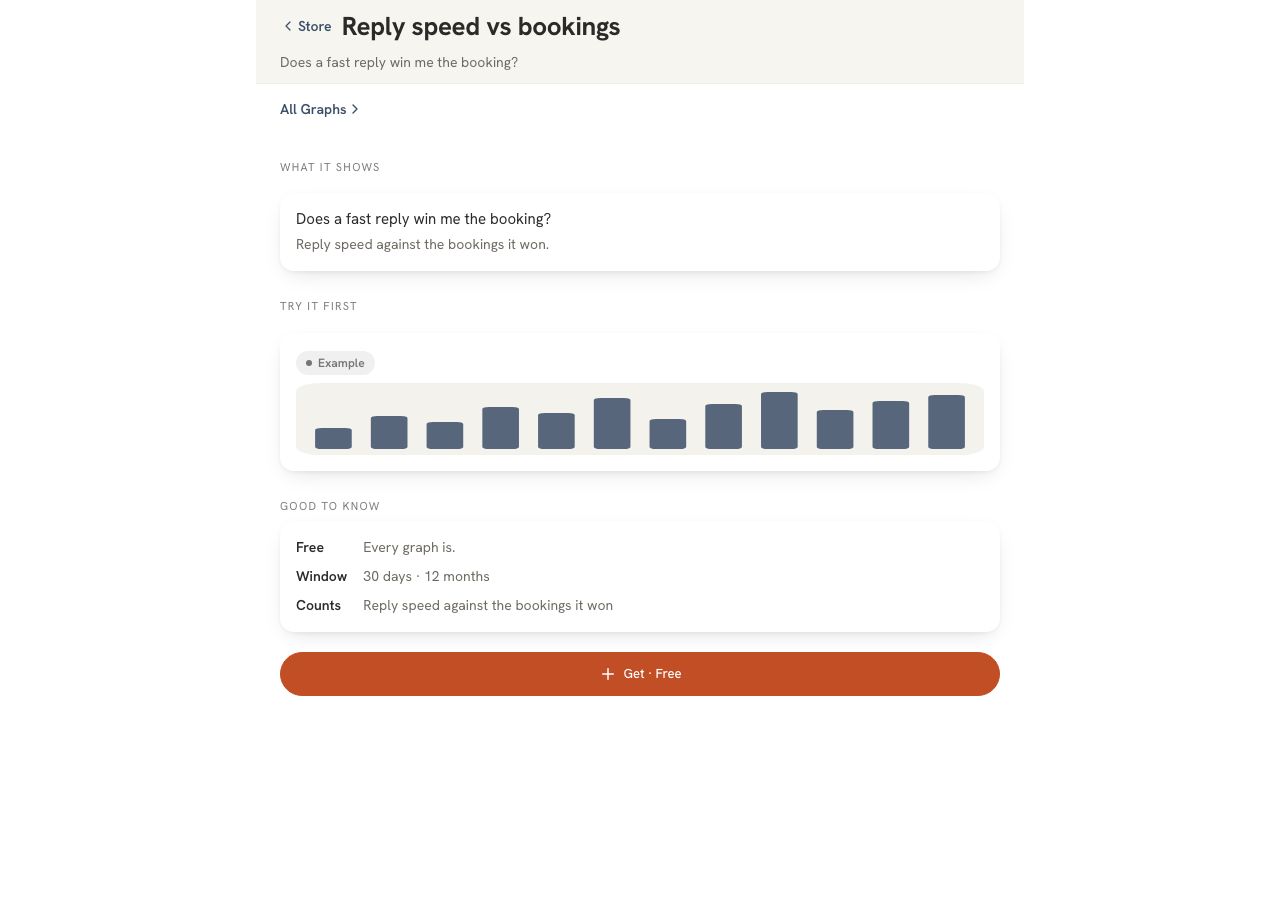 Store Reply speed vs bookings
Does a fast reply win me the booking?
All Graphs
WHAT IT SHOWS
Does a fast reply win me the booking?
Reply speed against the bookings it won.
TRY IT FIRST
Example
GOOD TO KNOW
Free Every graph is.
Window 30 days · 12 months
Counts Reply speed against the bookings it won
Get · Free